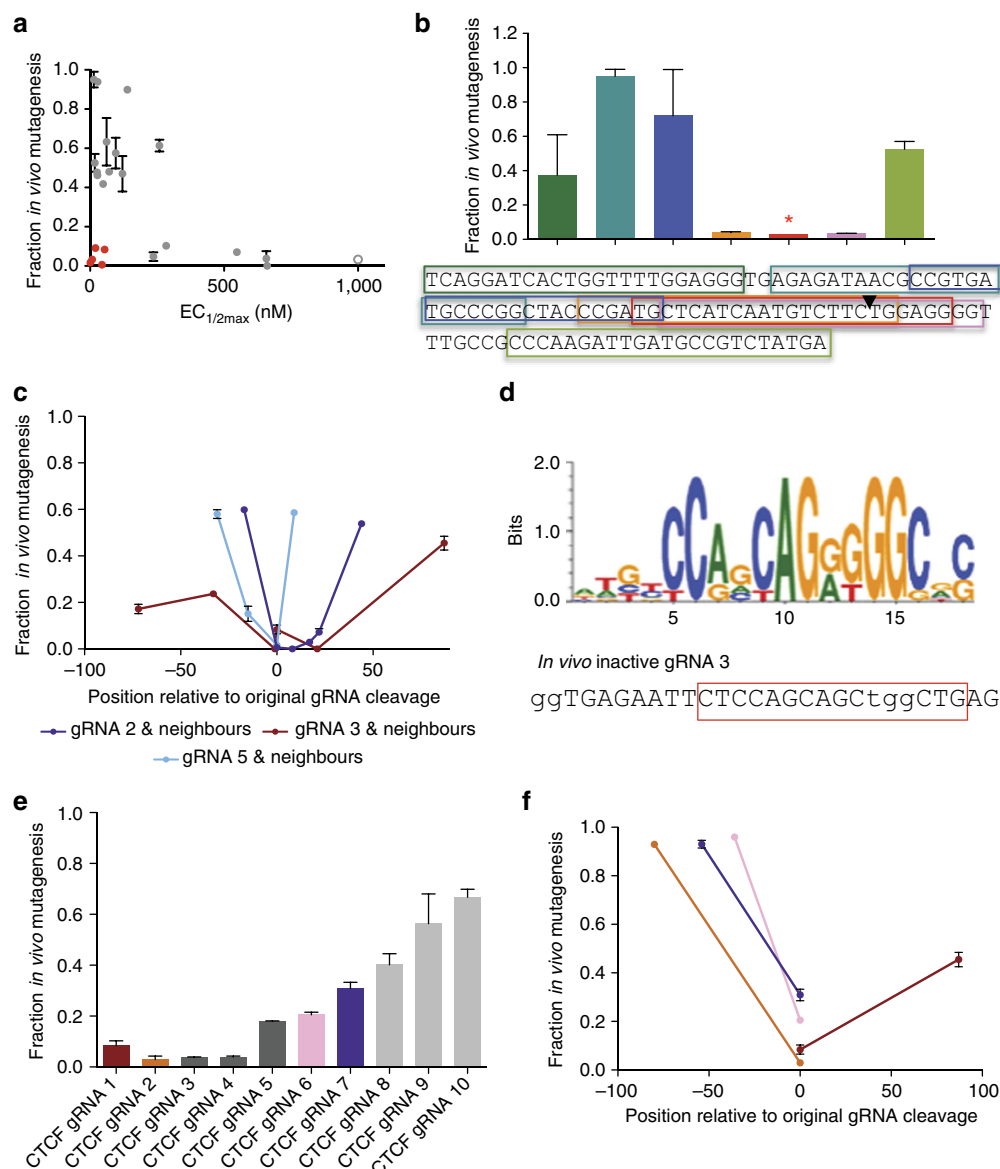 a
Fraction in vivo mutagenesis
1.0
0.8
0.6
0.4
0.2
0.0
0
500
1,000
EC1/2max (nM)
b
Fraction in vivo mutagenesis
1.0
0.8
0.6
0.4
0.2
0.0
*
TCAGGATCACTGGTTTTGGAGGGTGAGAGATAACGCCGTGA
TGCCCGGCTACCCGATGCTCATCAATGTCTTCTGGAGGGGT
TTGCCGCCCAAGATTGATGCCGTCTATGA
c
Fraction in vivo mutagenesis
1.0
0.8
0.6
0.4
0.2
0.0
−100
−50
0
50
Position relative to original gRNA cleavage
gRNA 2 & neighbours
gRNA 3 & neighbours
gRNA 5 & neighbours
d
Bits
2.0
1.0
0.0
5
10
15
In vivo inactive gRNA 3
ggTGAGAATTCTCCAGCAGCtggCTGAG
e
Fraction in vivo mutagenesis
1.0
0.8
0.6
0.4
0.2
0.0
CTCF gRNA 1
CTCF gRNA 2
CTCF gRNA 3
CTCF gRNA 4
CTCF gRNA 5
CTCF gRNA 6
CTCF gRNA 7
CTCF gRNA 8
CTCF gRNA 9
CTCF gRNA 10
f
Fraction in vivo mutagenesis
1.0
0.8
0.6
0.4
0.2
0.0
−100
−50
0
50
100
Position relative to original gRNA cleavage